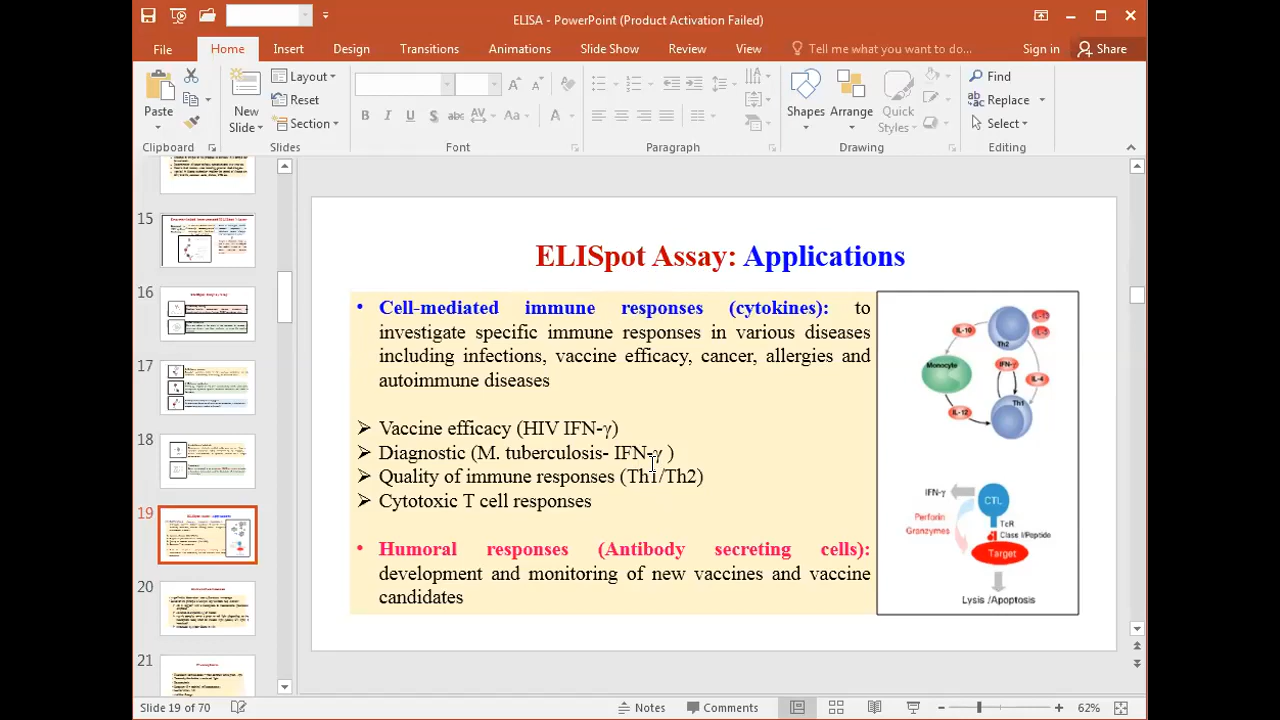 ELISA - PowerPoint (Product Activation Failed)
File Home Insert Design Transitions Animations Slide Show Review View Tell me what you want to do... Sign in Share
Paste
Clipboard
New Slide
Layout
Reset
Section
Slides
B I U S abc AV Aa A
Font
Paragraph
Shapes
Arrange
Quick Styles
Drawing
Find
Replace
Select
Editing
15
16
17
18
19
20
21
ELISpot Assay: Applications
• Cell-mediated immune responses (cytokines): to
investigate specific immune responses in various diseases
including infections, vaccine efficacy, cancer, allergies and
autoimmune diseases
➢ Vaccine efficacy (HIV IFN-γ)
➢ Diagnostic (M. tuberculosis- IFN-γ )
➢ Quality of immune responses (Th1/Th2)
➢ Cytotoxic T cell responses
• Humoral responses (Antibody secreting cells):
development and monitoring of new vaccines and vaccine
candidates
IL-10
Th2
Monocyte
IFN-γ
IL-4
Th1
IL-12
IFN-γ
CTL
Perforin
Granzymes
TcR
Class I/Peptide
Target
Lysis /Apoptosis
Slide 19 of 70
Notes
Comments
62%